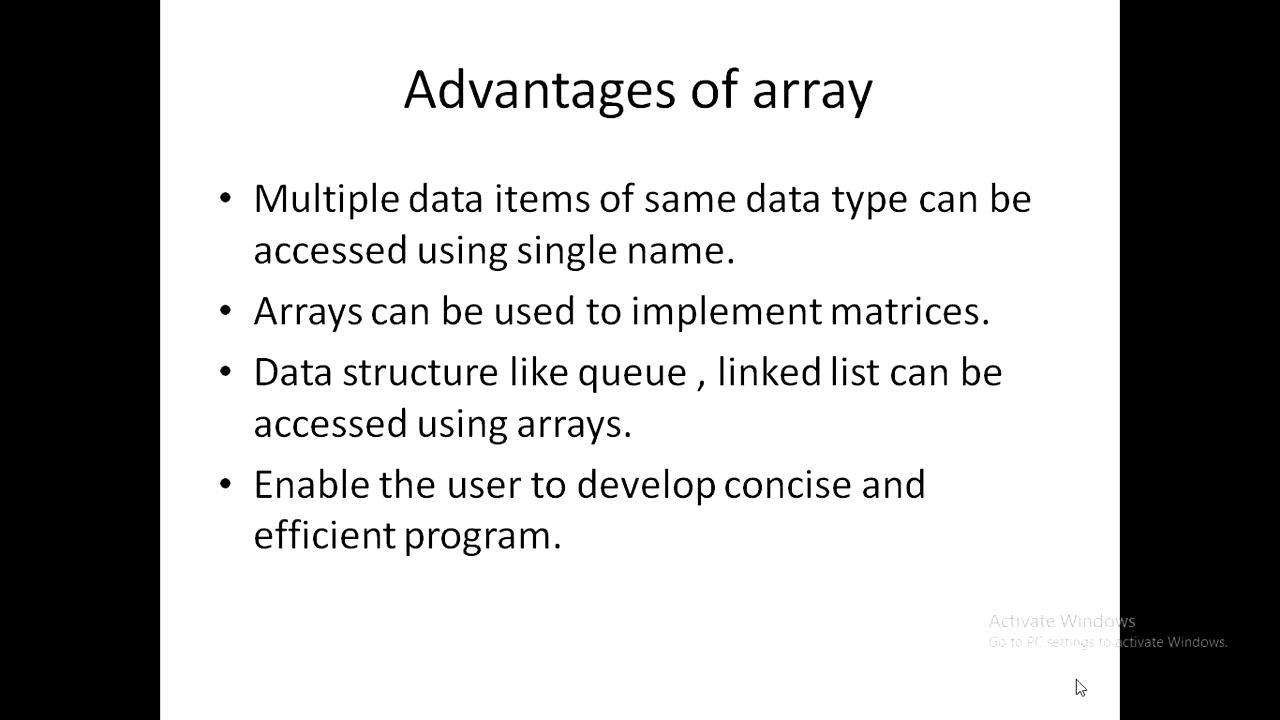 Advantages of array
• Multiple data items of same data type can be
accessed using single name.
• Arrays can be used to implement matrices.
• Data structure like queue , linked list can be
accessed using arrays.
• Enable the user to develop concise and
efficient program.
Activate Windows
Go to PC settings to activate Windows.